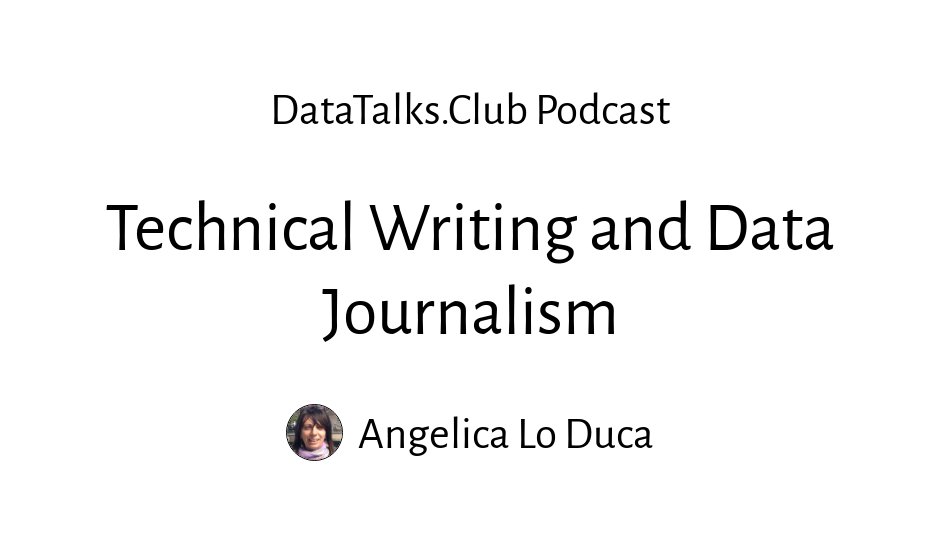 DataTalks.Club Podcast
Technical Writing and Data
Journalism
Angelica Lo Duca